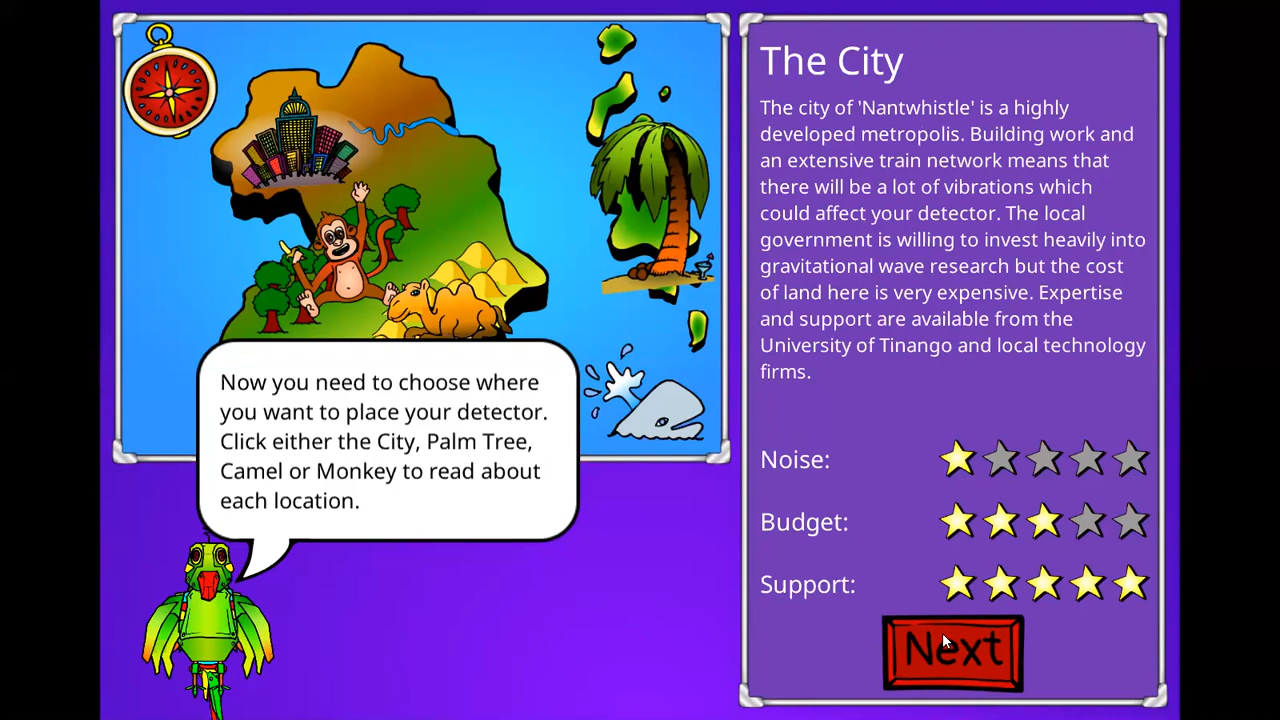 The City
The city of 'Nantwhistle' is a highly
developed metropolis. Building work and
an extensive train network means that
there will be a lot of vibrations which
could affect your detector. The local
government is willing to invest heavily into
gravitational wave research but the cost
of land here is very expensive. Expertise
and support are available from the
University of Tinango and local technology
firms.
Now you need to choose where
you want to place your detector.
Click either the City, Palm Tree,
Camel or Monkey to read about
each location.
Noise:
Budget:
Support:
Next